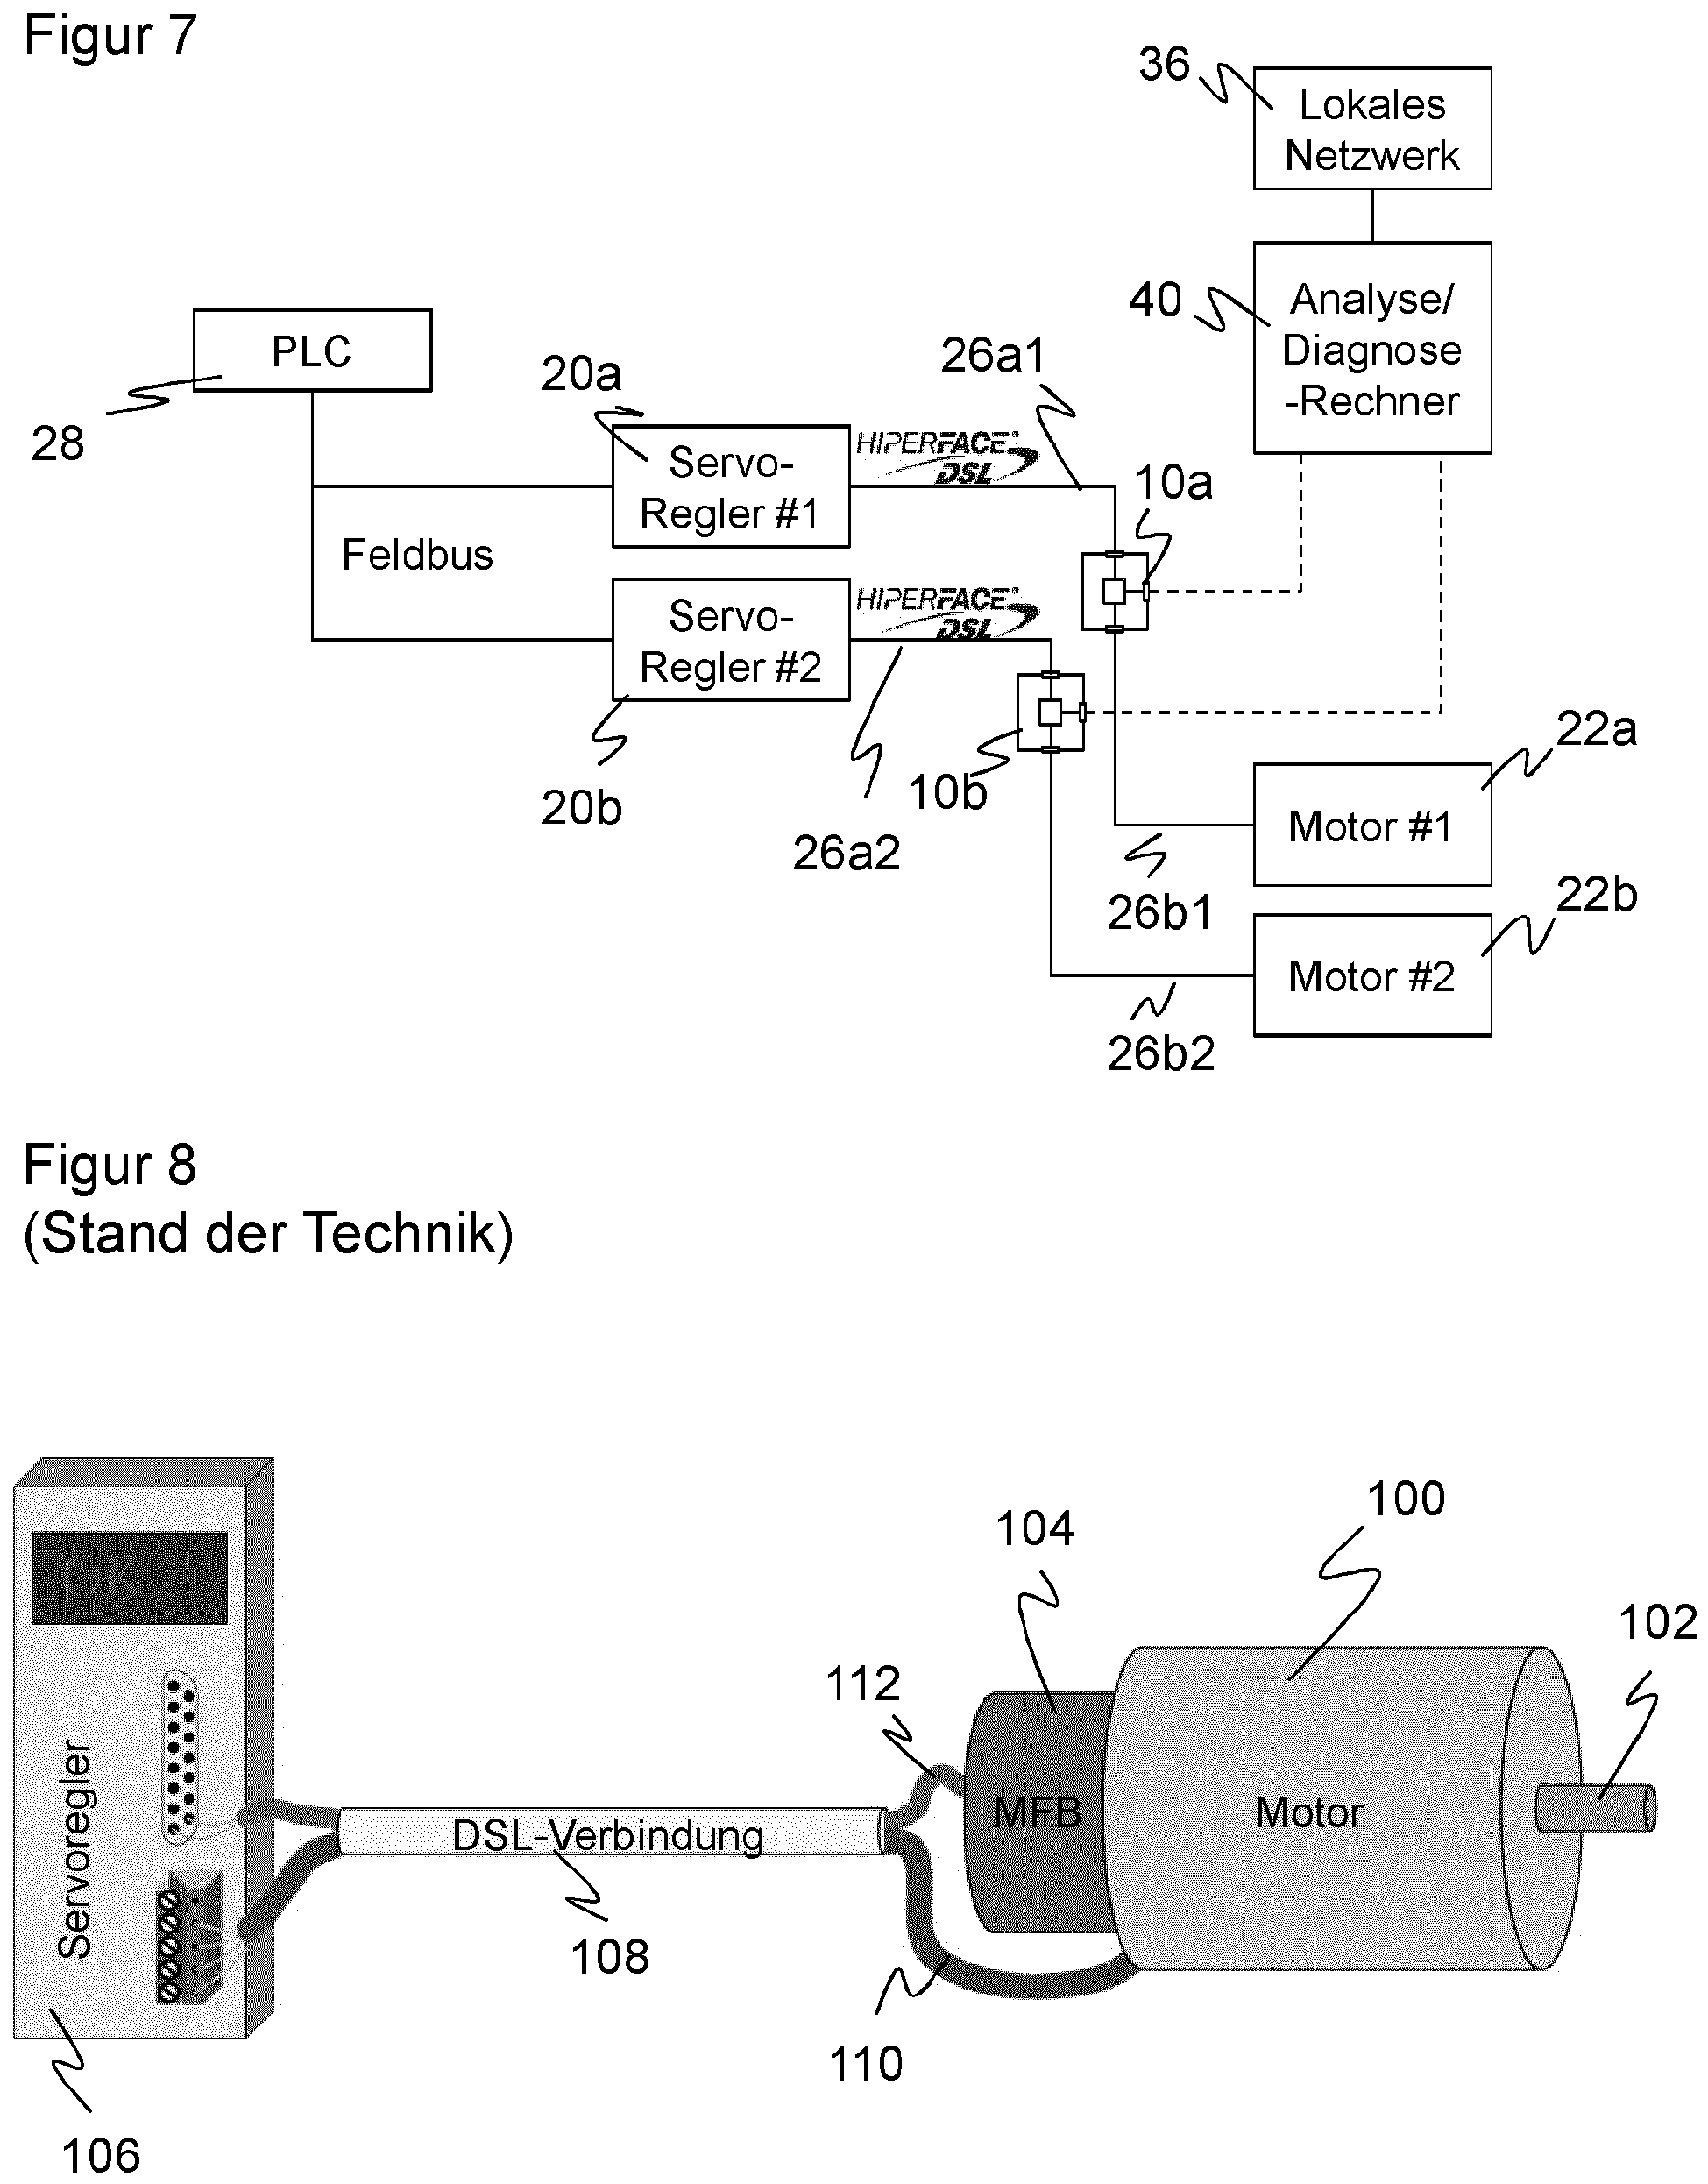 Figur 7
36
Lokales
Netzwerk
40
Analyse/
Diagnose
-Rechner
PLC
28
20a
Servo-
Regler #1
HIPERFACE®
DSL
26a1
10a
Feldbus
Servo-
Regler #2
HIPERFACE®
DSL
20b
26a2
10b
22a
Motor #1
26b1
22b
Motor #2
26b2
Figur 8
(Stand der Technik)
OK
Servoregler
106
DSL-Verbindung
108
112
110
104
MFB
100
Motor
102